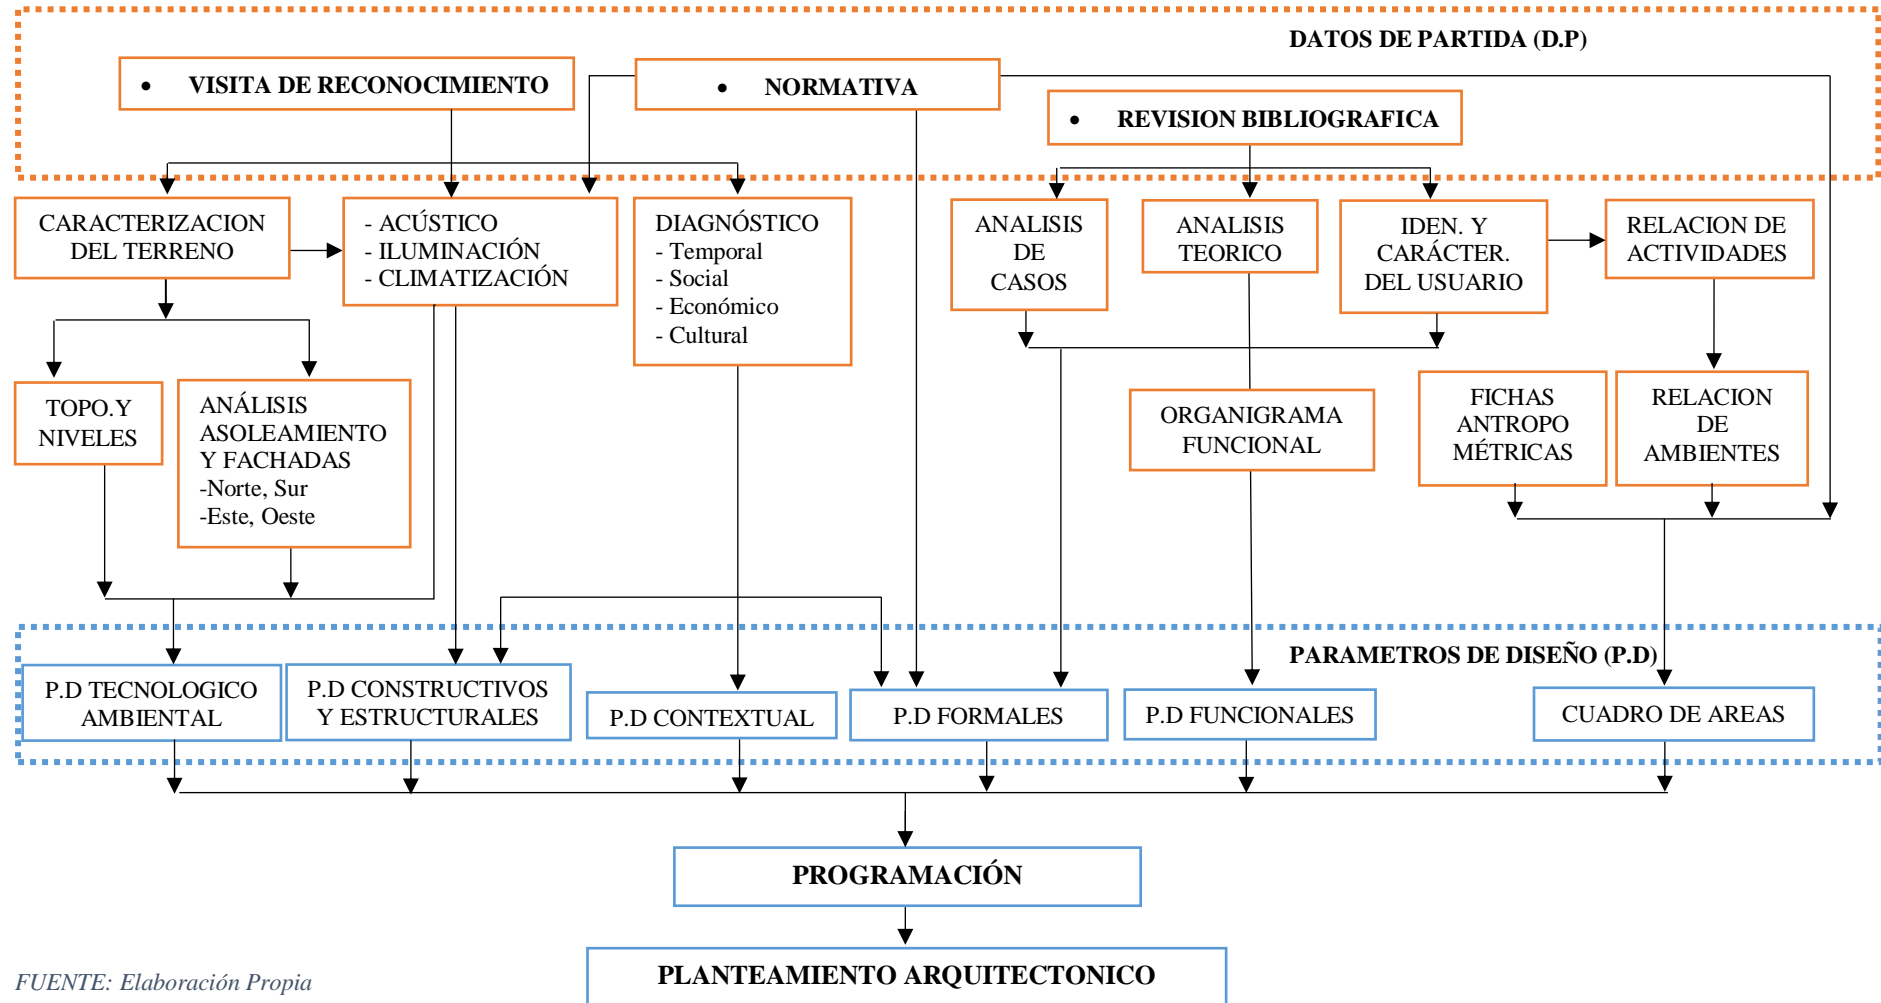 DATOS DE PARTIDA (D.P)
• VISITA DE RECONOCIMIENTO
• NORMATIVA
• REVISION BIBLIOGRAFICA
CARACTERIZACION
DEL TERRENO
- ACÚSTICO
- ILUMINACIÓN
- CLIMATIZACIÓN
DIAGNÓSTICO
- Temporal
- Social
- Económico
- Cultural
ANALISIS
DE
CASOS
ANALISIS
TEORICO
IDEN. Y
CARÁCTER.
DEL USUARIO
RELACION DE
ACTIVIDADES
TOPO.Y
NIVELES
ANÁLISIS
ASOLEAMIENTO
Y FACHADAS
-Norte, Sur
-Este, Oeste
ORGANIGRAMA
FUNCIONAL
FICHAS
ANTROPO
MÉTRICAS
RELACION
DE
AMBIENTES
PARAMETROS DE DISEÑO (P.D)
P.D TECNOLOGICO
AMBIENTAL
P.D CONSTRUCTIVOS
Y ESTRUCTURALES
P.D CONTEXTUAL
P.D FORMALES
P.D FUNCIONALES
CUADRO DE AREAS
PROGRAMACIÓN
PLANTEAMIENTO ARQUITECTONICO
FUENTE: Elaboración Propia